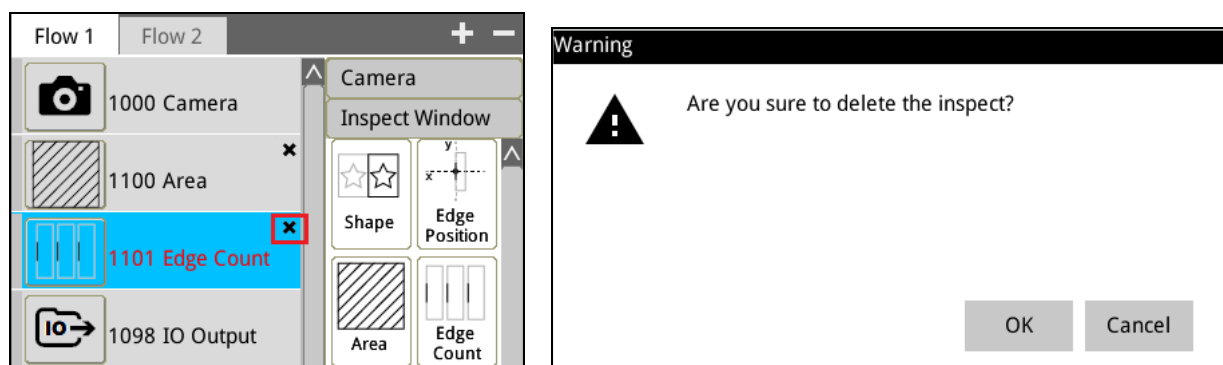 Flow 1
Flow 2
+ −
1000 Camera
1100 Area
1101 Edge Count
1098 IO Output
IO
Camera
Inspect Window
Shape
y
x
Edge
Position
Area
Edge
Count
Warning
Are you sure to delete the inspect?
OK
Cancel